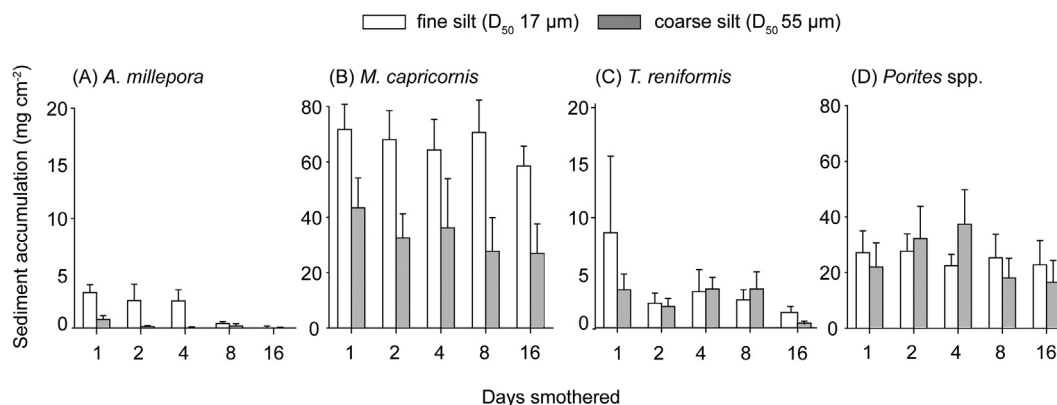 fine silt (D50 17 µm) coarse silt (D50 55 µm)
(A) A. millepora (B) M. capricornis (C) T. reniformis (D) Porites spp.
Sediment accumulation (mg cm-2)
20
15
10
5
0
1 2 4 8 16
80
60
40
20
0
1 2 4 8 16
20
15
10
5
0
1 2 4 8 16
80
60
40
20
0
1 2 4 8 16
Days smothered